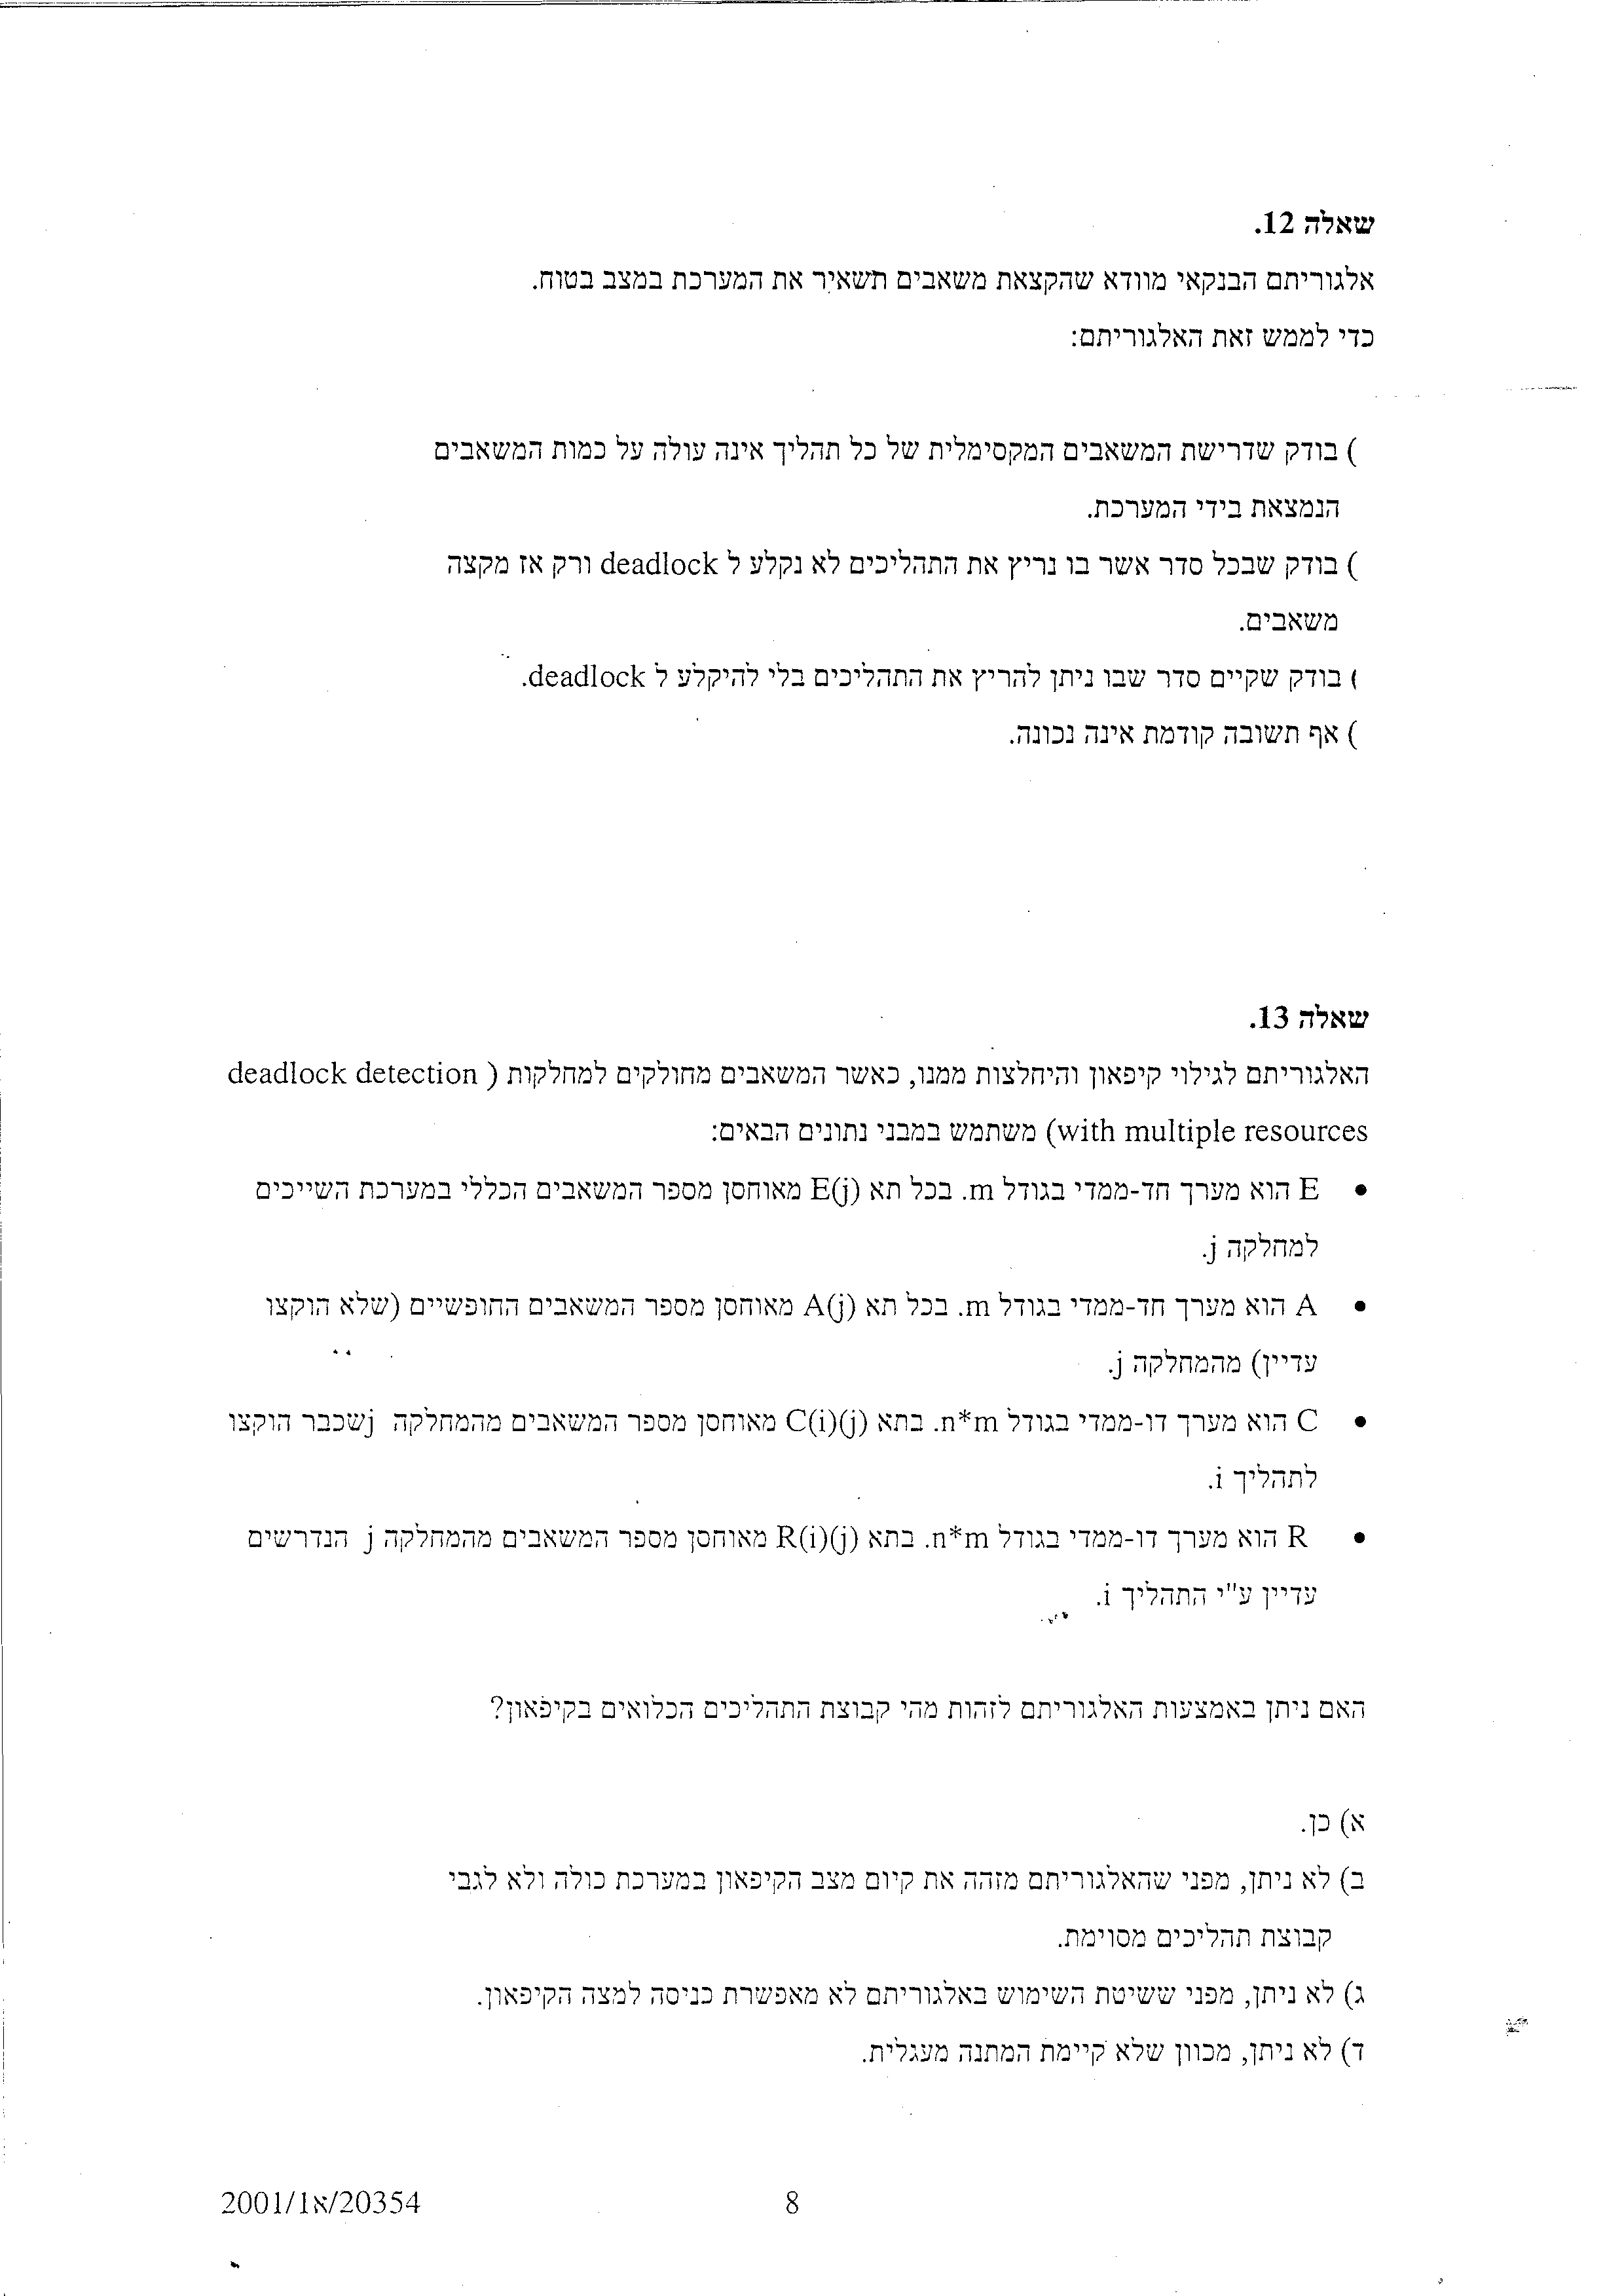 שאלה 12.
אלגוריתם הבנקאי מוודא שהקצאת משאבים תשאיר את המערכת במצב בטוח.
כדי לממש זאת האלגוריתם:
) בודק שדרישת המשאבים המקסימלית של כל תהליך אינה עולה על כמות המשאבים
הנמצאת בידי המערכת.
) בודק שבכל סדר אשר בו נריץ את התהליכים לא נקלע ל deadlock ורק אז מקצה
משאבים.
) בודק שקיים סדר שבו ניתן להריץ את התהליכים בלי להיקלע ל deadlock.
) אף תשובה קודמת אינה נכונה.
שאלה 13.
האלגוריתם לגילוי קיפאון והיחלצות ממנו, כאשר המשאבים מחולקים למחלקות ( deadlock detection
with multiple resources) משתמש במבני נתונים הבאים:
• E הוא מערך חד-ממדי בגודל m. בכל תא E(j) מאוחסן מספר המשאבים הכללי במערכת השייכים
למחלקה j.
• A הוא מערך חד-ממדי בגודל m. בכל תא A(j) מאוחסן מספר המשאבים החופשיים (שלא הוקצו
עדיין) מהמחלקה j.
• C הוא מערך דו-ממדי בגודל n*m. בתא C(i)(j) מאוחסן מספר המשאבים מהמחלקה jשכבר הוקצו
לתהליך i.
• R הוא מערך דו-ממדי בגודל n*m. בתא R(i)(j) מאוחסן מספר המשאבים מהמחלקה j הנדרשים
עדיין ע"י התהליך i.
האם ניתן באמצעות האלגוריתם לזהות מהי קבוצת התהליכים הכלואים בקיפאון?
א) כן.
ב) לא ניתן, מפני שהאלגוריתם מזהה את קיום מצב הקיפאון במערכת כולה ולא לגבי
קבוצת תהליכים מסוימת.
ג) לא ניתן, מפני ששיטת השימוש באלגוריתם לא מאפשרת כניסה למצה הקיפאון.
ד) לא ניתן, מכוון שלא קיימת המתנה מעגלית.
8
20354/א2001/1